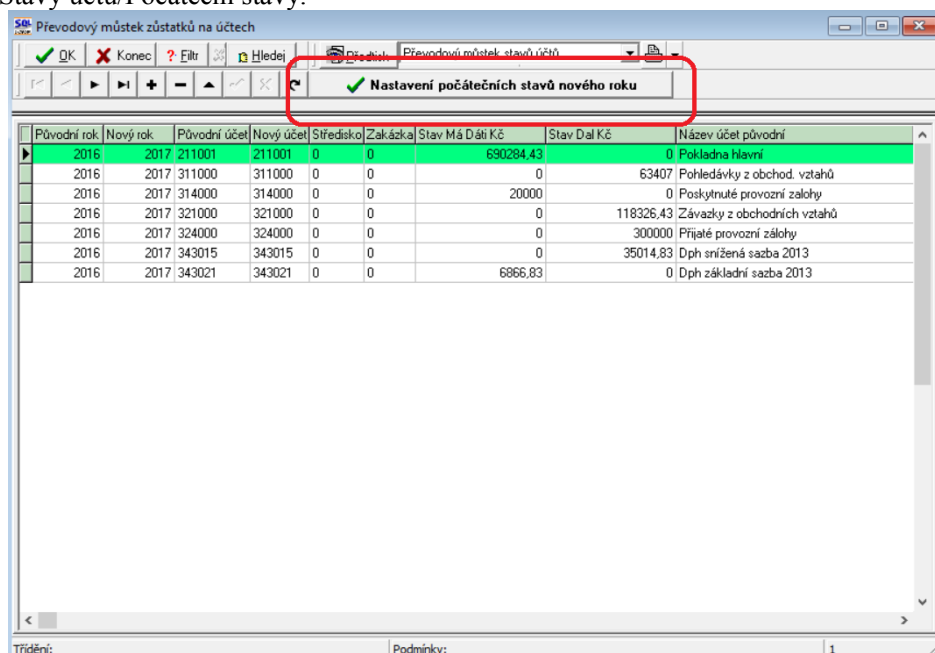 Stavy účtů/Počáteční stavy.
SQL Převodový můstek zůstatků na účtech
OK Konec Filtr Hledej Předtisk Převodový můstek stavů účtů
Nastavení počátečních stavů nového roku
Původní rok Nový rok Původní účet Nový účet Středisko Zakázka Stav Má Dáti Kč Stav Dal Kč Název účet původní
2016 2017 211001 211001 0 0 690284,43 0 Pokladna hlavní
2016 2017 311000 311000 0 0 0 63407 Pohledávky z obchod. vztahů
2016 2017 314000 314000 0 0 20000 0 Poskytnuté provozní zalohy
2016 2017 321000 321000 0 0 0 118326,43 Závazky z obchodních vztahů
2016 2017 324000 324000 0 0 0 300000 Přijaté provozní zálohy
2016 2017 343015 343015 0 0 0 35014,83 Dph snížená sazba 2013
2016 2017 343021 343021 0 0 6866,83 0 Dph základní sazba 2013
Třídění: Podmínky: 1